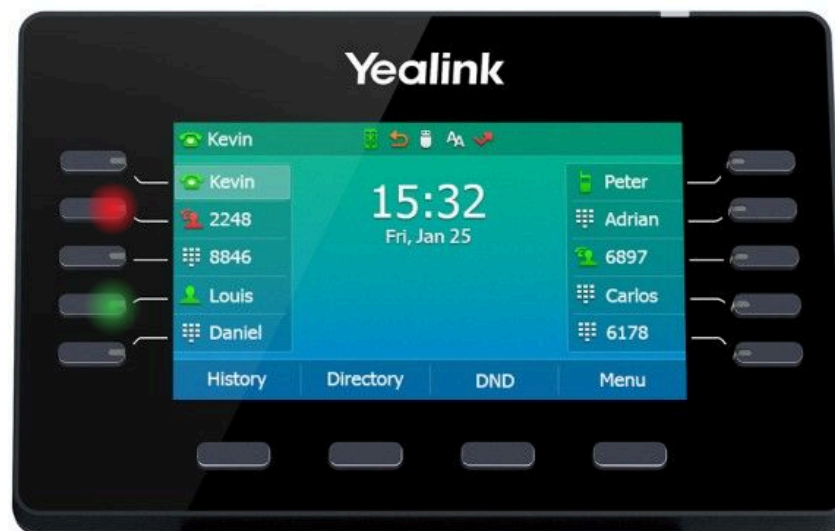 Yealink
Kevin
Kevin
2248
8846
Louis
Daniel
15:32
Fri, Jan 25
Peter
Adrian
6897
Carlos
6178
History
Directory
DND
Menu